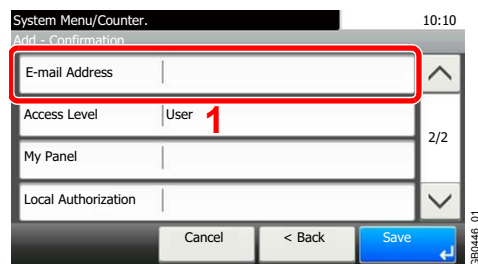 System Menu/Counter. 10:10
Add - Confirmation
E-mail Address
Access Level User 1
2/2
My Panel
Local Authorization
Cancel < Back Save
GB0446_01